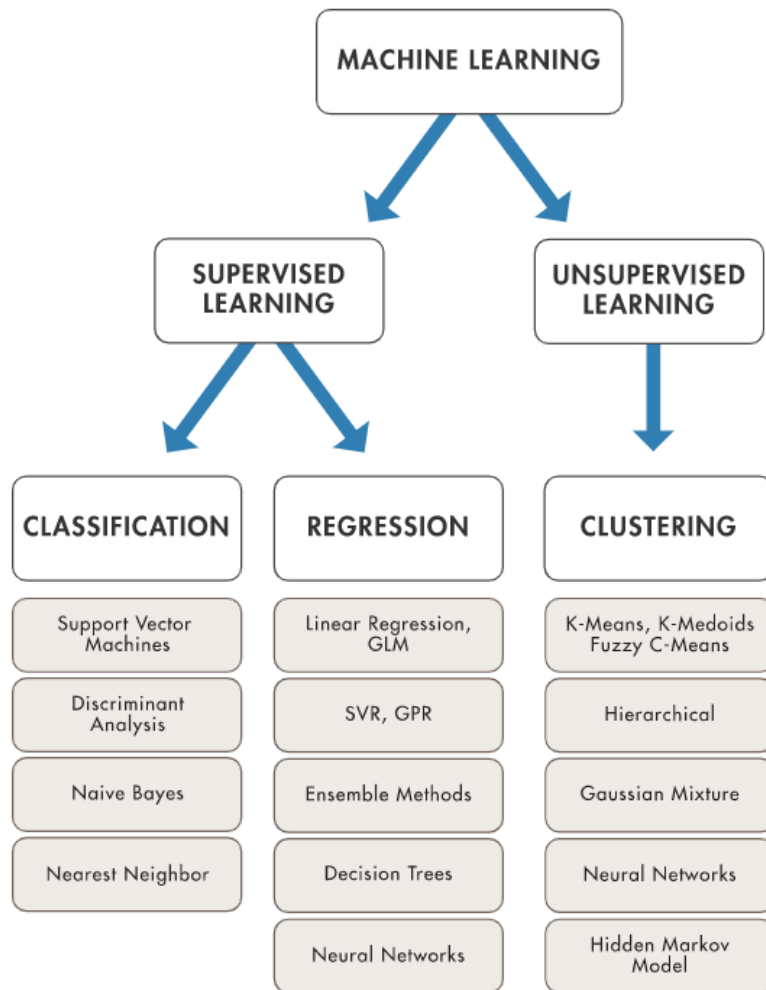 MACHINE LEARNING
SUPERVISED
LEARNING
UNSUPERVISED
LEARNING
CLASSIFICATION
Support Vector
Machines
Discriminant
Analysis
Naive Bayes
Nearest Neighbor
REGRESSION
Linear Regression,
GLM
SVR, GPR
Ensemble Methods
Decision Trees
Neural Networks
CLUSTERING
K-Means, K-Medoids
Fuzzy C-Means
Hierarchical
Gaussian Mixture
Neural Networks
Hidden Markov
Model